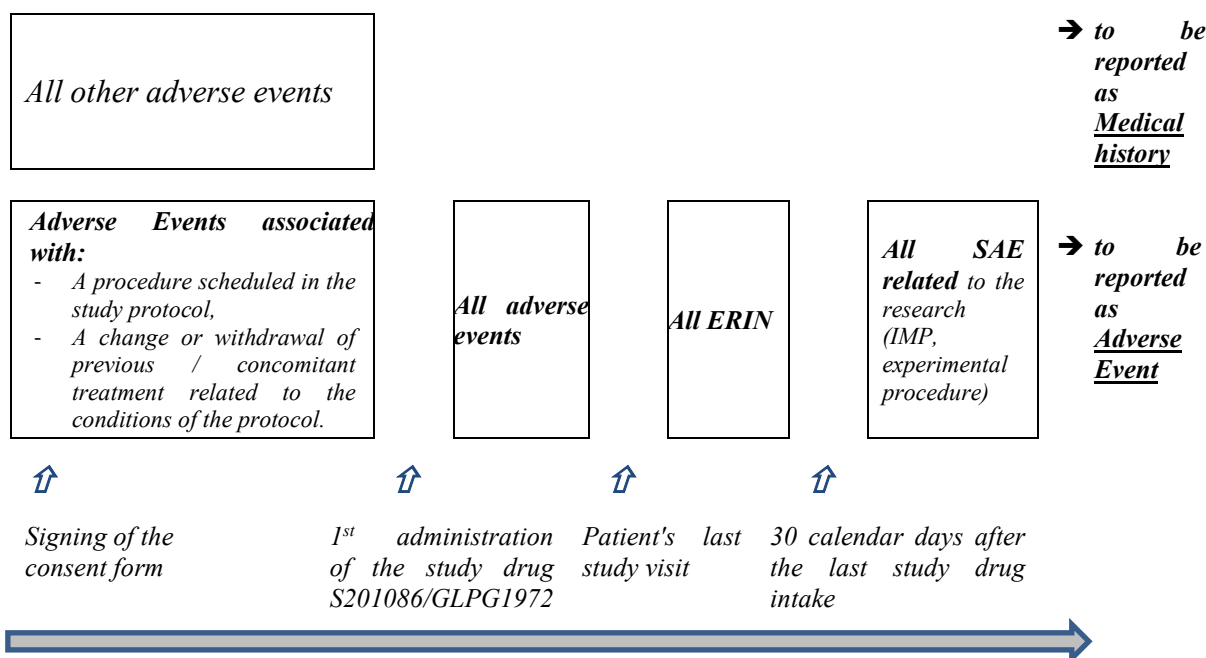 All other adverse events
➔ to be
reported
as
Medical
history
Adverse Events associated
with:
- A procedure scheduled in the
study protocol,
- A change or withdrawal of
previous / concomitant
treatment related to the
conditions of the protocol.
All adverse
events
All ERIN
All SAE
related to the
research
(IMP,
experimental
procedure)
➔ to be
reported
as
Adverse
Event
Signing of the
consent form
1st administration
of the study drug
S201086/GLPG1972
Patient's last
study visit
30 calendar days after
the last study drug
intake